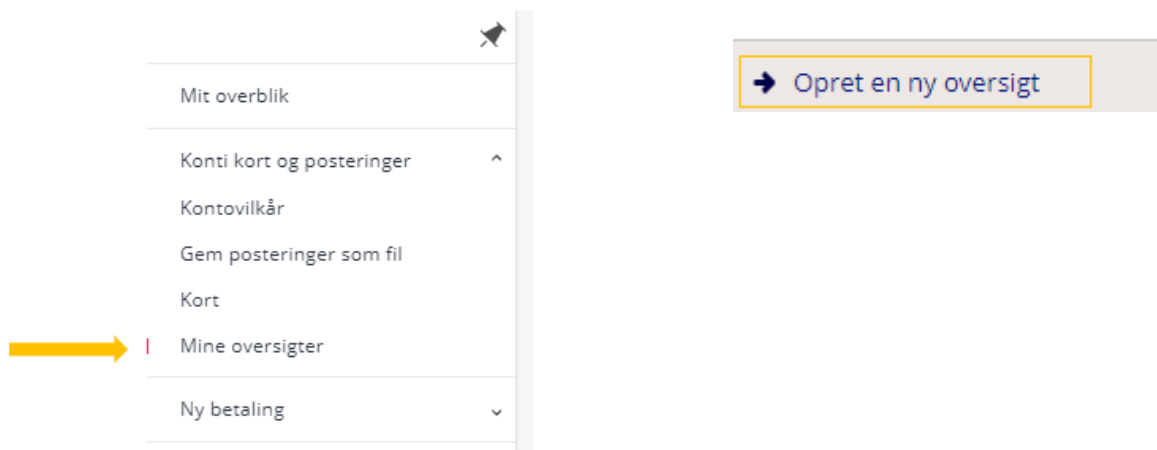 Mit overblik
Konti kort og posteringer
Kontovilkår
Gem posteringer som fil
Kort
Mine oversigter
Ny betaling
Opret en ny oversigt